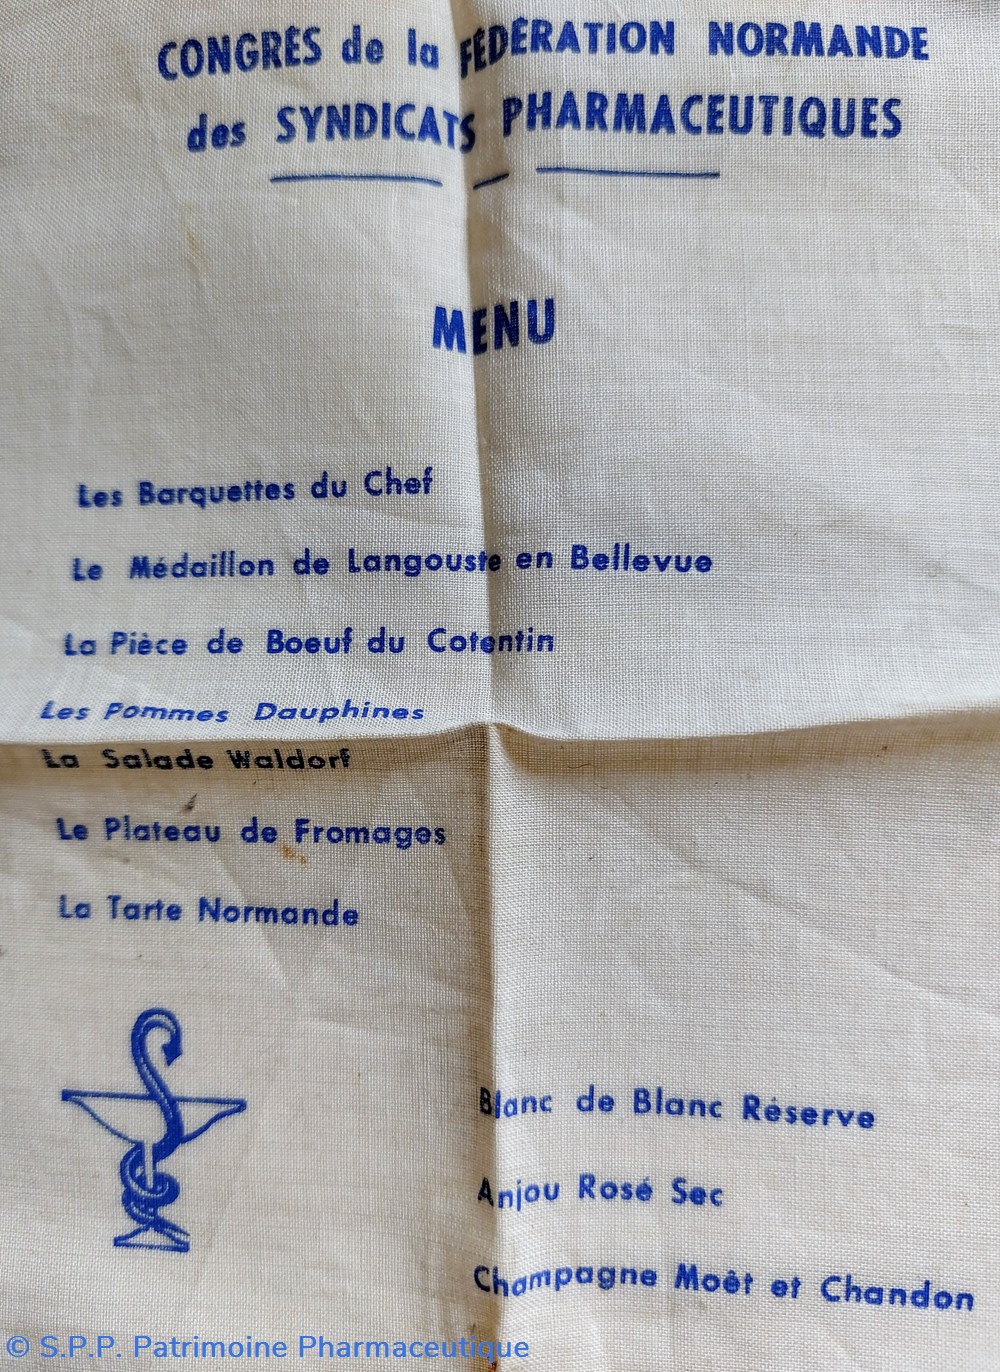 CONGRÈS de la FÉDÉRATION NORMANDE
des SYNDICATS PHARMACEUTIQUES
MENU
Les Barquettes du Chef
Le Médaillon de Langouste en Bellevue
La Pièce de Boeuf du Cotentin
Les Pommes Dauphines
La Salade Waldorf
Le Plateau de Fromages
La Tarte Normande
Blanc de Blanc Réserve
Anjou Rosé Sec
Champagne Moêt et Chandon
© S.P.P. Patrimoine Pharmaceutique